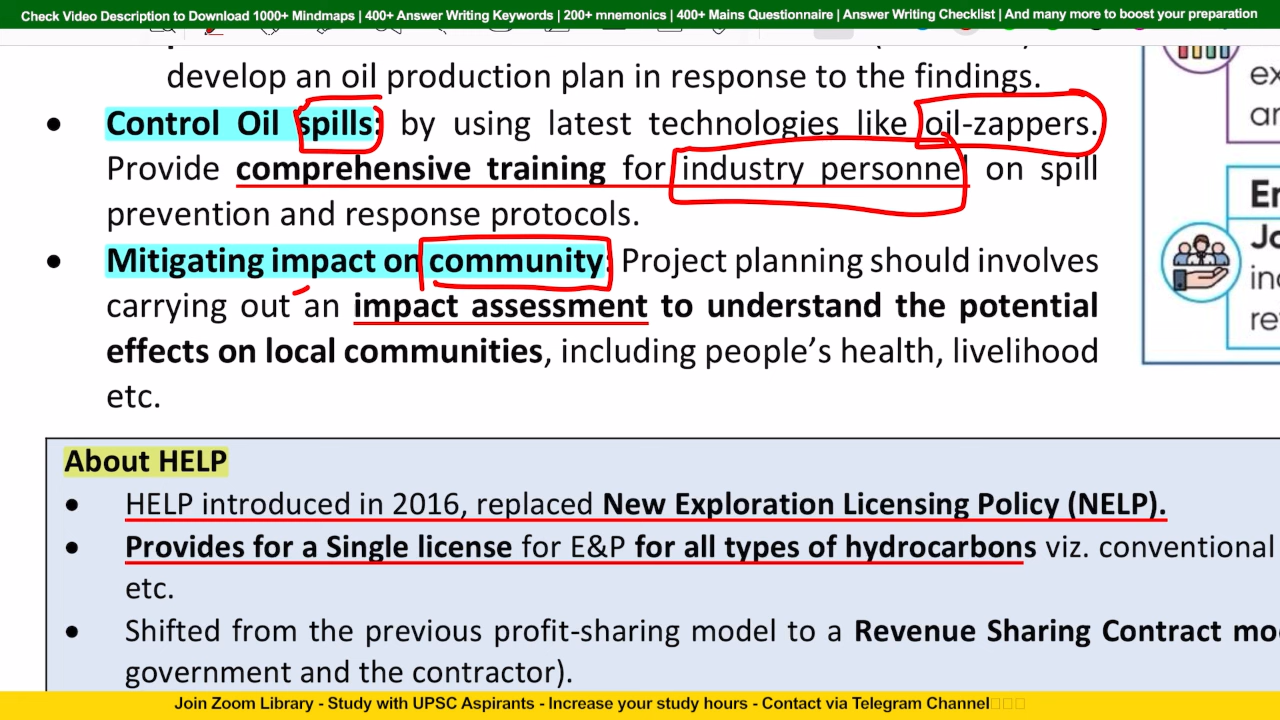 Check Video Description to Download 1000+ Mindmaps | 400+ Answer Writing Keywords | 200+ mnemonics | 400+ Mains Questionnaire | Answer Writing Checklist | And many more to boost your preparation
develop an oil production plan in response to the findings.
• Control Oil spills: by using latest technologies like oil-zappers.
Provide comprehensive training for industry personnel on spill
prevention and response protocols.
• Mitigating impact on community: Project planning should involves
carrying out an impact assessment to understand the potential
effects on local communities, including people's health, livelihood
etc.
ex
an
En
Jo
inc
re
About HELP
• HELP introduced in 2016, replaced New Exploration Licensing Policy (NELP).
• Provides for a Single license for E&P for all types of hydrocarbons viz. conventional
etc.
• Shifted from the previous profit-sharing model to a Revenue Sharing Contract
government and the contractor).
Join Zoom Library - Study with UPSC Aspirants - Increase your study hours - Contact via Telegram Channel